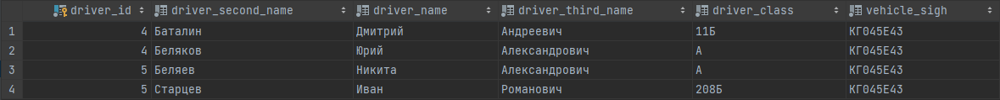 driver_id driver_second_name driver_name driver_third_name driver_class vehicle_sigh
1 4 Баталин Дмитрий Андреевич 11Б КГ045Е43
2 4 Беляков Юрий Александрович А КГ045Е43
3 5 Беляев Никита Александрович А КГ045Е43
4 5 Старцев Иван Романович 208Б КГ045Е43